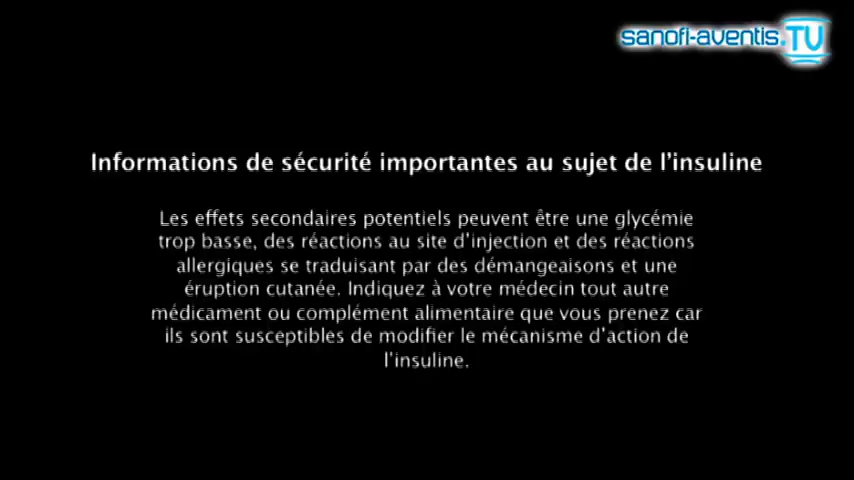 sanofi-aventis.TV
Informations de sécurité importantes au sujet de l'insuline
Les effets secondaires potentiels peuvent être une glycémie
trop basse, des réactions au site d'injection et des réactions
allergiques se traduisant par des démangeaisons et une
éruption cutanée. Indiquez à votre médecin tout autre
médicament ou complément alimentaire que vous prenez car
ils sont susceptibles de modifier le mécanisme d'action de
l'insuline.